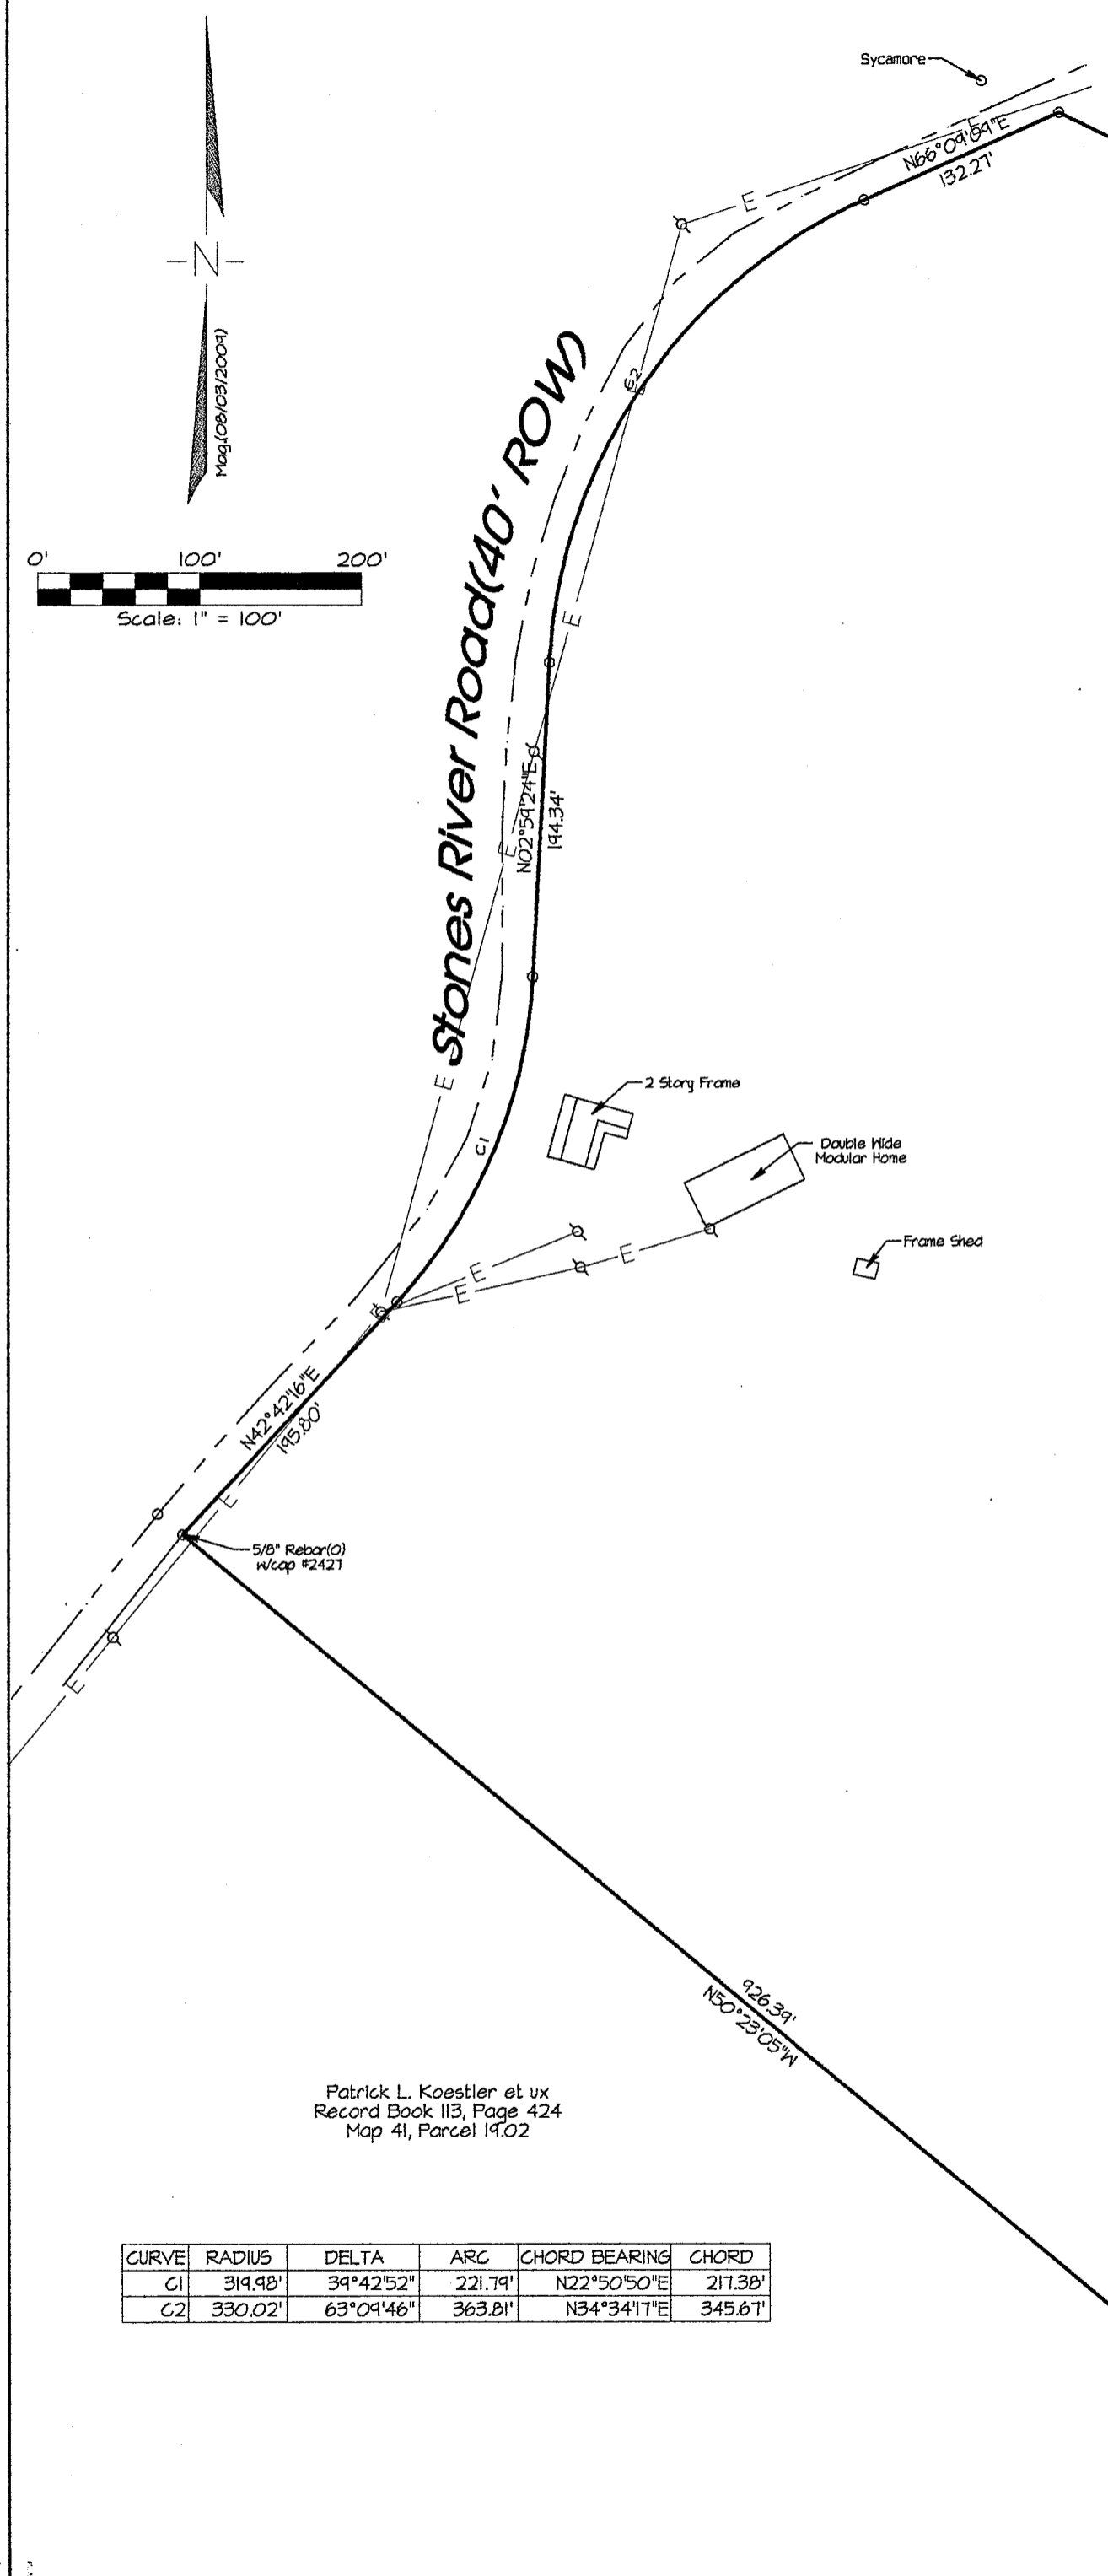 Sycamore
N66°09'09"E
132.27'
E
E
N
Mag.(08/03/2009)
C2
E
Stones River Road(40' ROW)
0' 100' 200'
Scale: 1" = 100'
E
N02°59'24"E
194.34'
E
E
2 Story Frame
C1
Double Wide
Modular Home
Frame Shed
E
E
E
N42°42'16"E
195.80'
E
5/8" Rebar(O)
w/cap #2427
E
926.39'
N50°23'05"W
Patrick L. Koestler et ux
Record Book 113, Page 424
Map 41, Parcel 19.02
CURVE RADIUS DELTA ARC CHORD BEARING CHORD
C1 319.98' 39°42'52" 221.79' N22°50'50"E 217.38'
C2 330.02' 63°09'46" 363.81' N34°34'17"E 345.67'